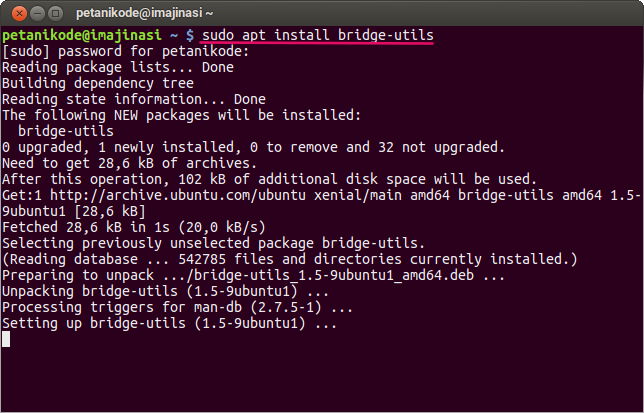 petanikode@imajinasi ~
petanikode@imajinasi ~ $ sudo apt install bridge-utils
[sudo] password for petanikode:
Reading package lists... Done
Building dependency tree
Reading state information... Done
The following NEW packages will be installed:
  bridge-utils
0 upgraded, 1 newly installed, 0 to remove and 32 not upgraded.
Need to get 28,6 kB of archives.
After this operation, 102 kB of additional disk space will be used.
Get:1 http://archive.ubuntu.com/ubuntu xenial/main amd64 bridge-utils amd64 1.5-
9ubuntu1 [28,6 kB]
Fetched 28,6 kB in 1s (20,0 kB/s)
Selecting previously unselected package bridge-utils.
(Reading database ... 542785 files and directories currently installed.)
Preparing to unpack .../bridge-utils_1.5-9ubuntu1_amd64.deb ...
Unpacking bridge-utils (1.5-9ubuntu1) ...
Processing triggers for man-db (2.7.5-1) ...
Setting up bridge-utils (1.5-9ubuntu1) ...